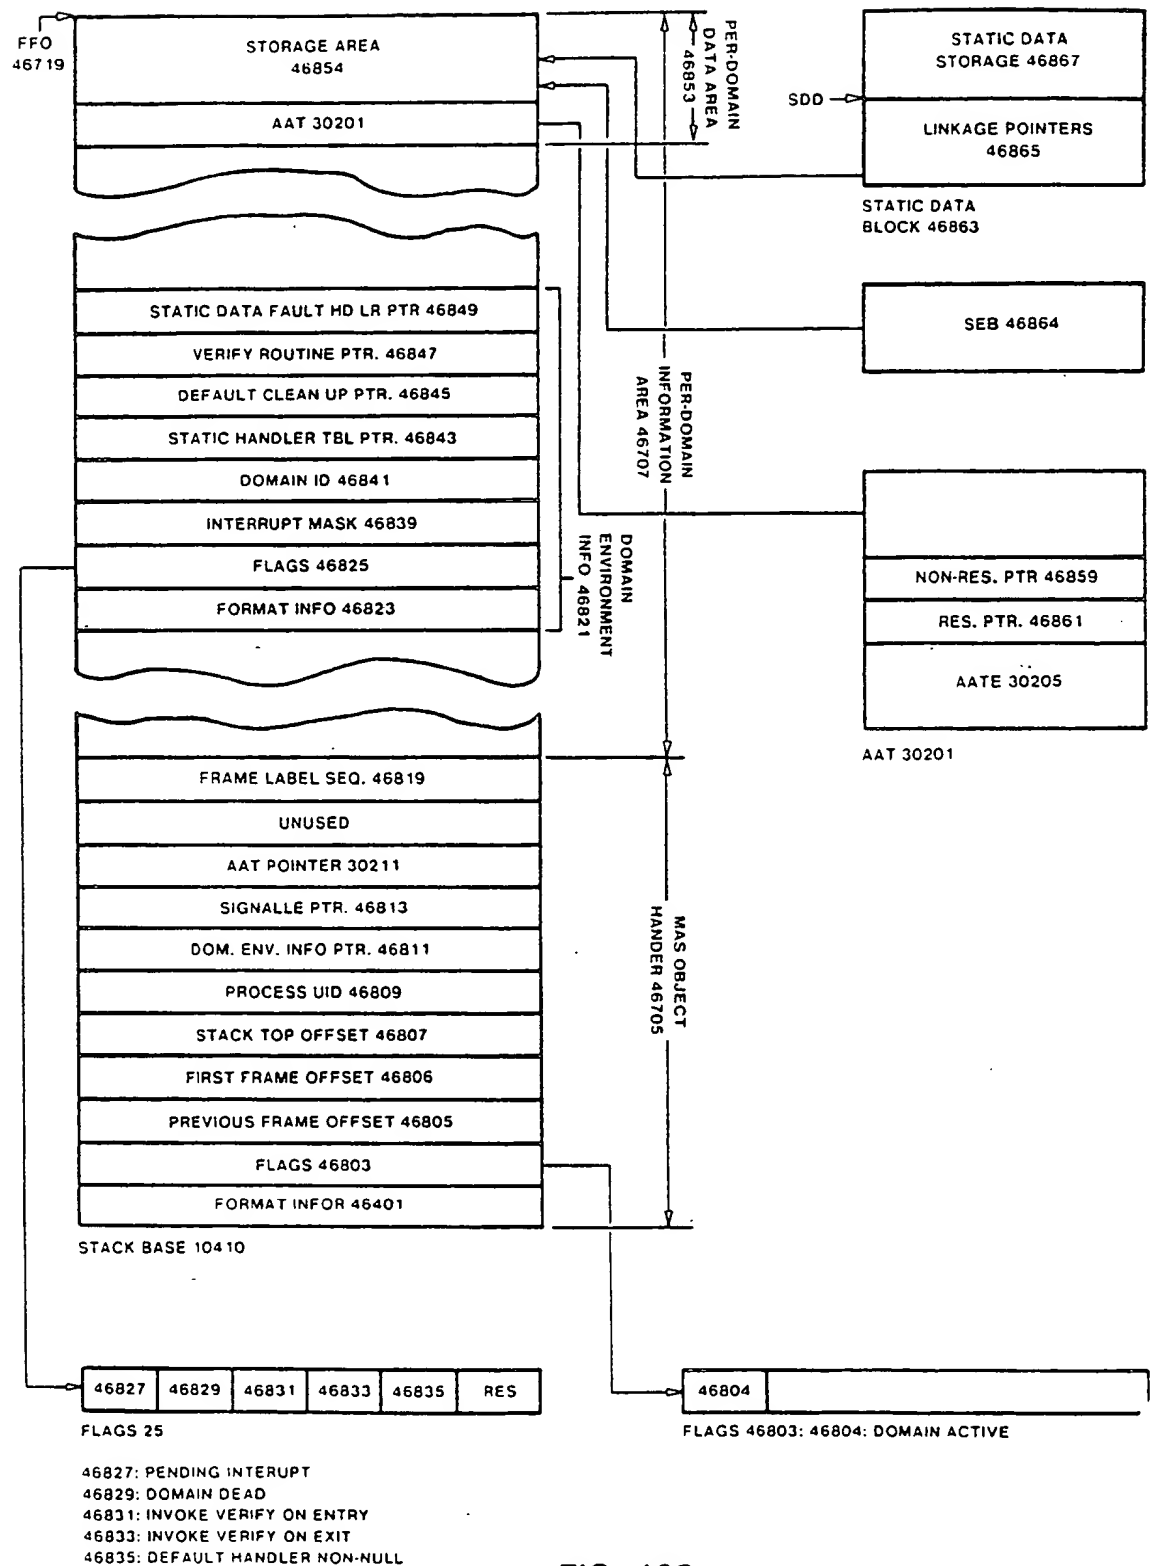 FFO
46719
STORAGE AREA
46854
AAT 30201
PER-DOMAIN
DATA AREA
46853
STATIC DATA
STORAGE 46867
SDD
LINKAGE POINTERS
46865
STATIC DATA
BLOCK 46863
STATIC DATA FAULT HD LR PTR 46849
VERIFY ROUTINE PTR. 46847
DEFAULT CLEAN UP PTR. 46845
STATIC HANDLER TBL PTR. 46843
DOMAIN ID 46841
INTERRUPT MASK 46839
FLAGS 46825
FORMAT INFO 46823
DOMAIN
ENVIRONMENT
INFO 46821
PER-DOMAIN
INFORMATION
AREA 46707
SEB 46864
NON-RES. PTR 46859
RES. PTR. 46861
AATE 30205
AAT 30201
FRAME LABEL SEQ. 46819
UNUSED
AAT POINTER 30211
SIGNALLE PTR. 46813
DOM. ENV. INFO PTR. 46811
PROCESS UID 46809
STACK TOP OFFSET 46807
FIRST FRAME OFFSET 46806
PREVIOUS FRAME OFFSET 46805
FLAGS 46803
FORMAT INFOR 46401
MAS OBJECT
HANDER 46705
STACK BASE 10410
46827 46829 46831 46833 46835 RES
FLAGS 25
46804
FLAGS 46803: 46804: DOMAIN ACTIVE
46827: PENDING INTERUPT
46829: DOMAIN DEAD
46831: INVOKE VERIFY ON ENTRY
46833: INVOKE VERIFY ON EXIT
46835: DEFAULT HANDLER NON-NULL